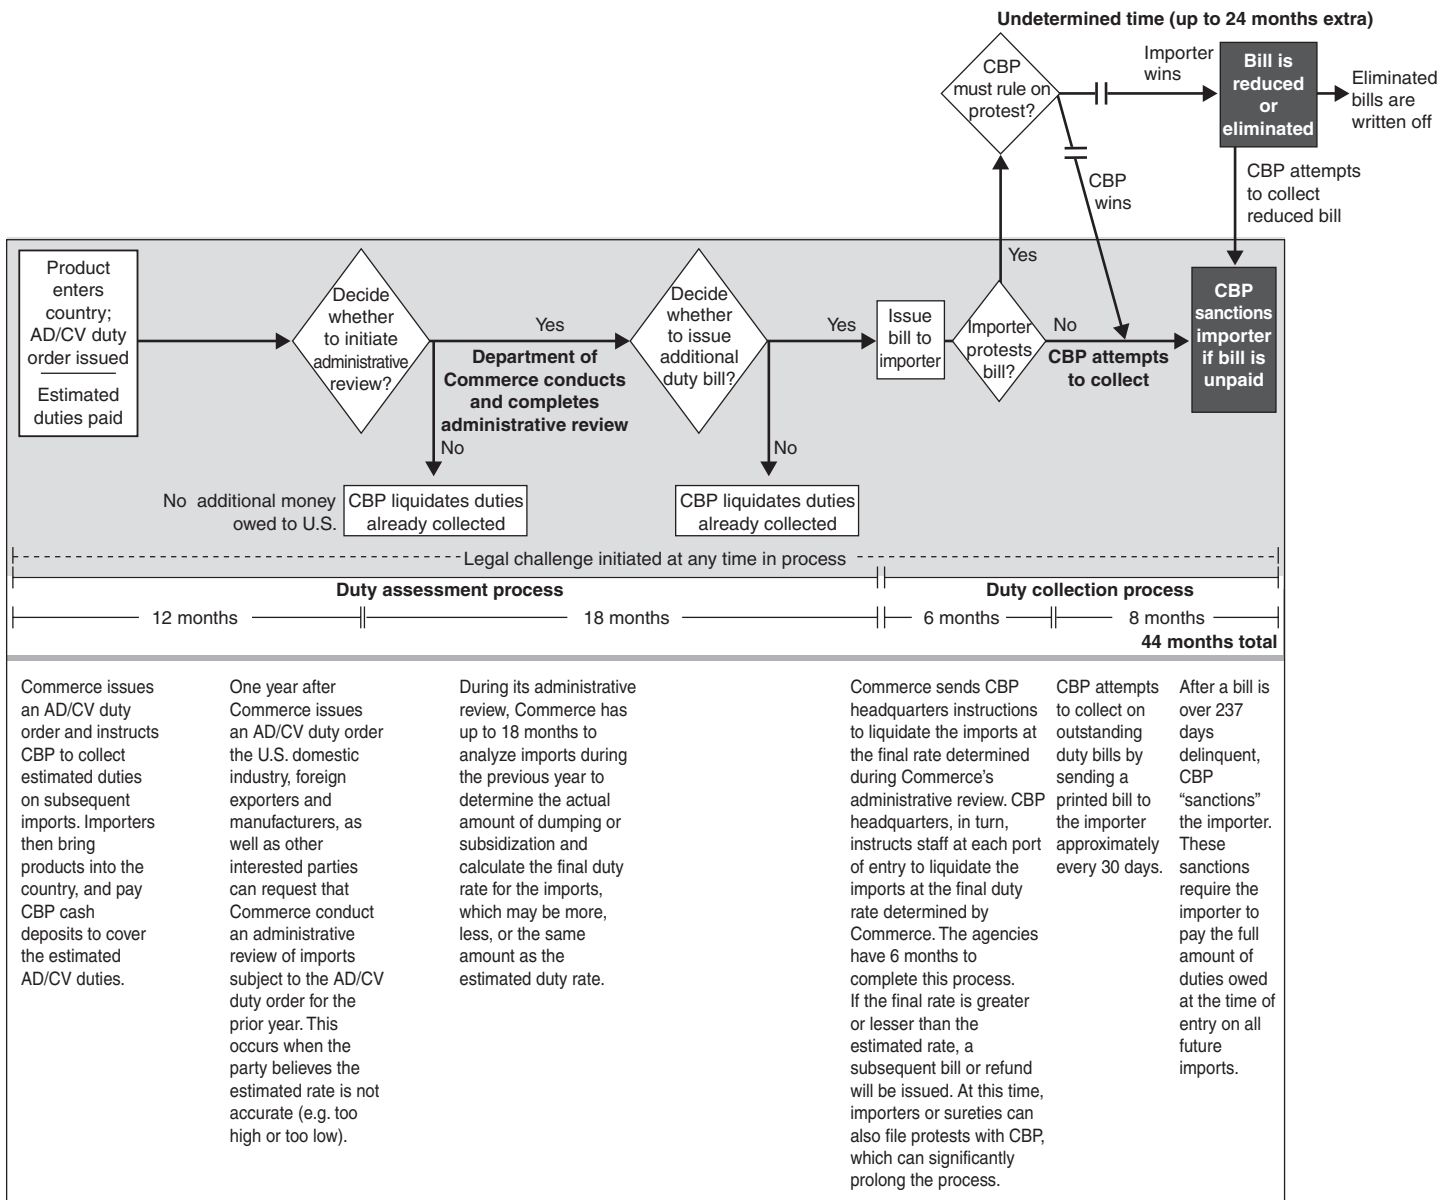 Undetermined time (up to 24 months extra)
CBP
must rule on
protest?
Importer
wins
Bill is
reduced
or
eliminated
Eliminated
bills are
written off
CBP
wins
CBP attempts
to collect
reduced bill
Yes
Product
enters
country;
AD/CV duty
order issued
Estimated
duties paid
Decide
whether
to initiate
administrative
review?
Yes
Department of
Commerce conducts
and completes
administrative review
No
Decide
whether
to issue
additional
duty bill?
Yes
No
Issue
bill to
importer
Importer
protests
bill?
No
CBP attempts
to collect
CBP
sanctions
importer
if bill is
unpaid
No additional money
owed to U.S.
CBP liquidates duties
already collected
CBP liquidates duties
already collected
Legal challenge initiated at any time in process
Duty assessment process
Duty collection process
12 months
18 months
6 months
8 months
44 months total
Commerce issues
an AD/CV duty
order and instructs
CBP to collect
estimated duties
on subsequent
imports. Importers
then bring
products into the
country, and pay
CBP cash
deposits to cover
the estimated
AD/CV duties.
One year after
Commerce issues
an AD/CV duty order
the U.S. domestic
industry, foreign
exporters and
manufacturers, as
well as other
interested parties
can request that
Commerce conduct
an administrative
review of imports
subject to the AD/CV
duty order for the
prior year. This
occurs when the
party believes the
estimated rate is not
accurate (e.g. too
high or too low).
During its administrative
review, Commerce has
up to 18 months to
analyze imports during
the previous year to
determine the actual
amount of dumping or
subsidization and
calculate the final duty
rate for the imports,
which may be more,
less, or the same
amount as the
estimated duty rate.
Commerce sends CBP
headquarters instructions
to liquidate the imports at
the final rate determined
during Commerce's
administrative review. CBP
headquarters, in turn,
instructs staff at each port
of entry to liquidate the
imports at the final duty
rate determined by
Commerce. The agencies
have 6 months to
complete this process.
If the final rate is greater
or lesser than the
estimated rate, a
subsequent bill or refund
will be issued. At this time,
importers or sureties can
also file protests with CBP,
which can significantly
prolong the process.
CBP attempts
to collect on
outstanding
duty bills by
sending a
printed bill to
the importer
approximately
every 30 days.
After a bill is
over 237
days
delinquent,
CBP
“sanctions”
the importer.
These
sanctions
require the
importer to
pay the full
amount of
duties owed
at the time of
entry on all
future
imports.